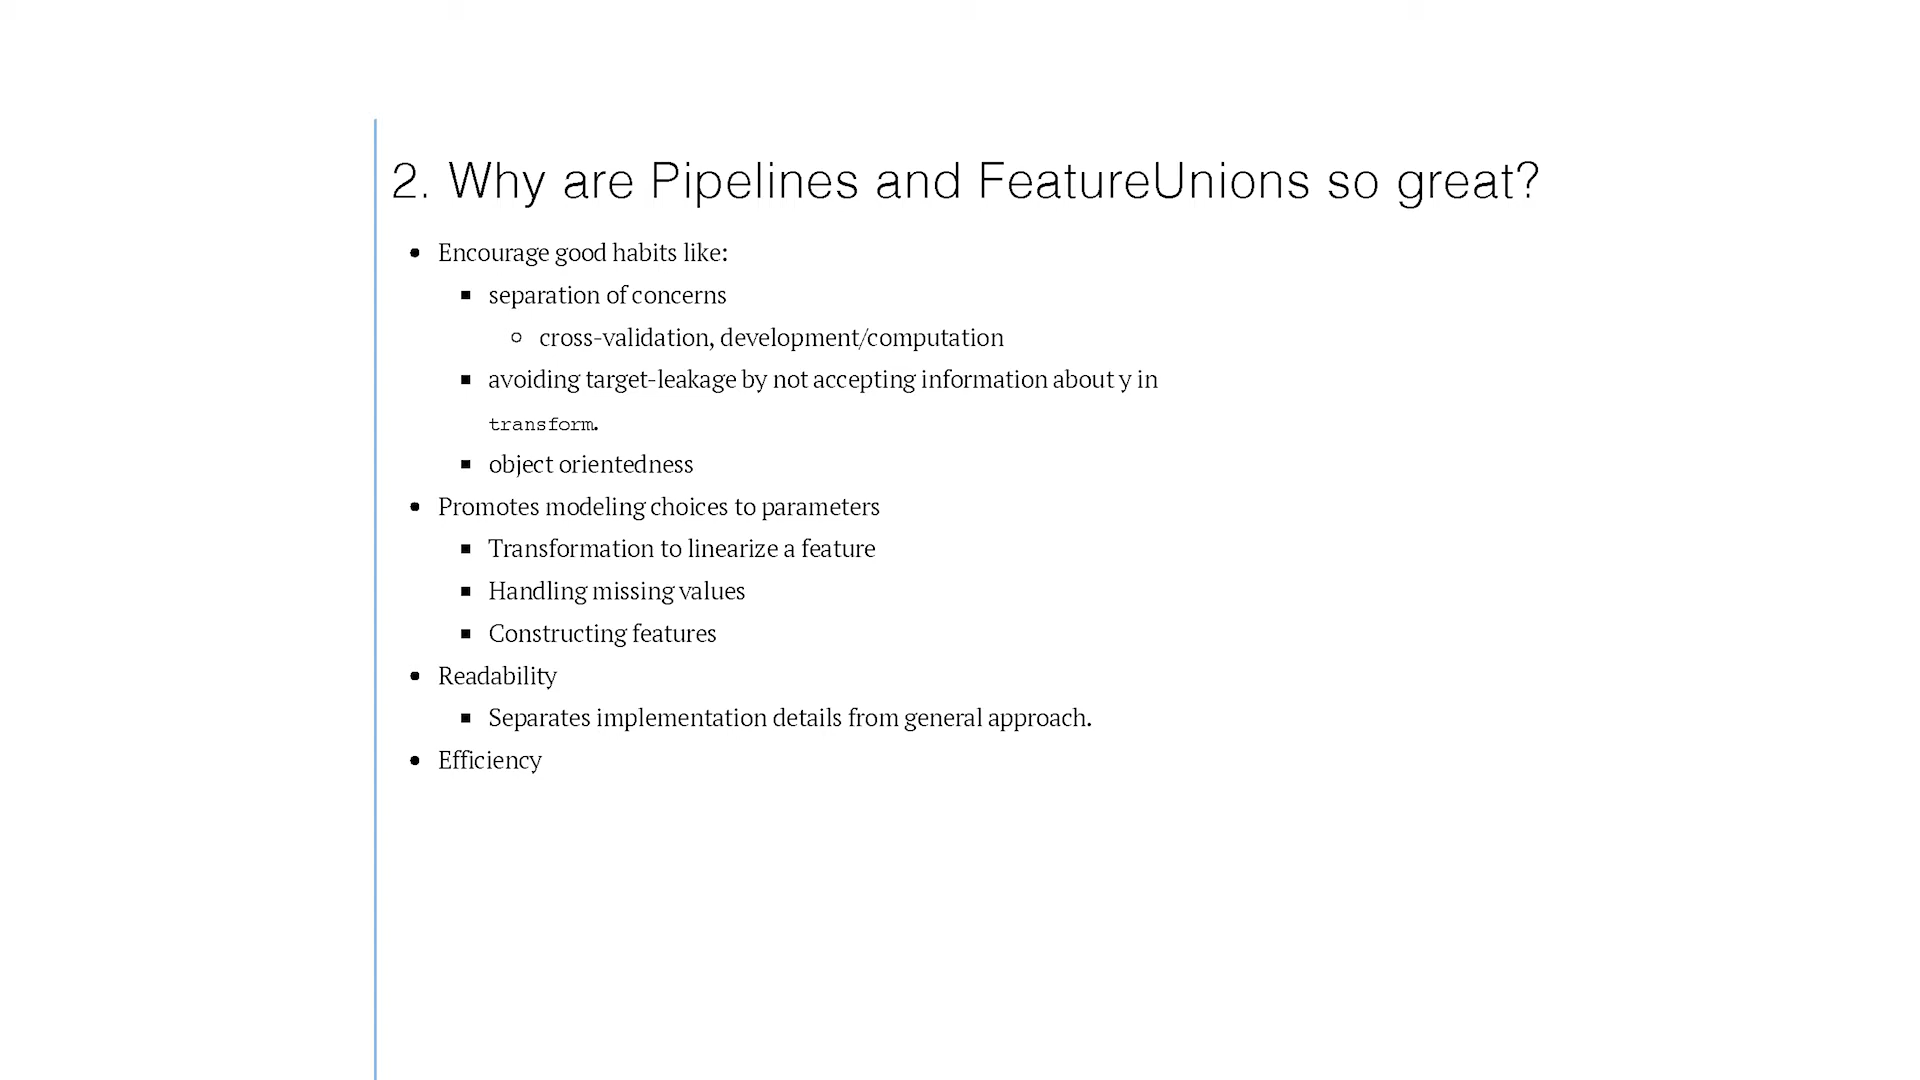 2. Why are Pipelines and FeatureUnions so great?
• Encourage good habits like:
▪ separation of concerns
○ cross-validation, development/computation
▪ avoiding target-leakage by not accepting information about y in
transform.
▪ object orientedness
• Promotes modeling choices to parameters
▪ Transformation to linearize a feature
▪ Handling missing values
▪ Constructing features
• Readability
▪ Separates implementation details from general approach.
• Efficiency